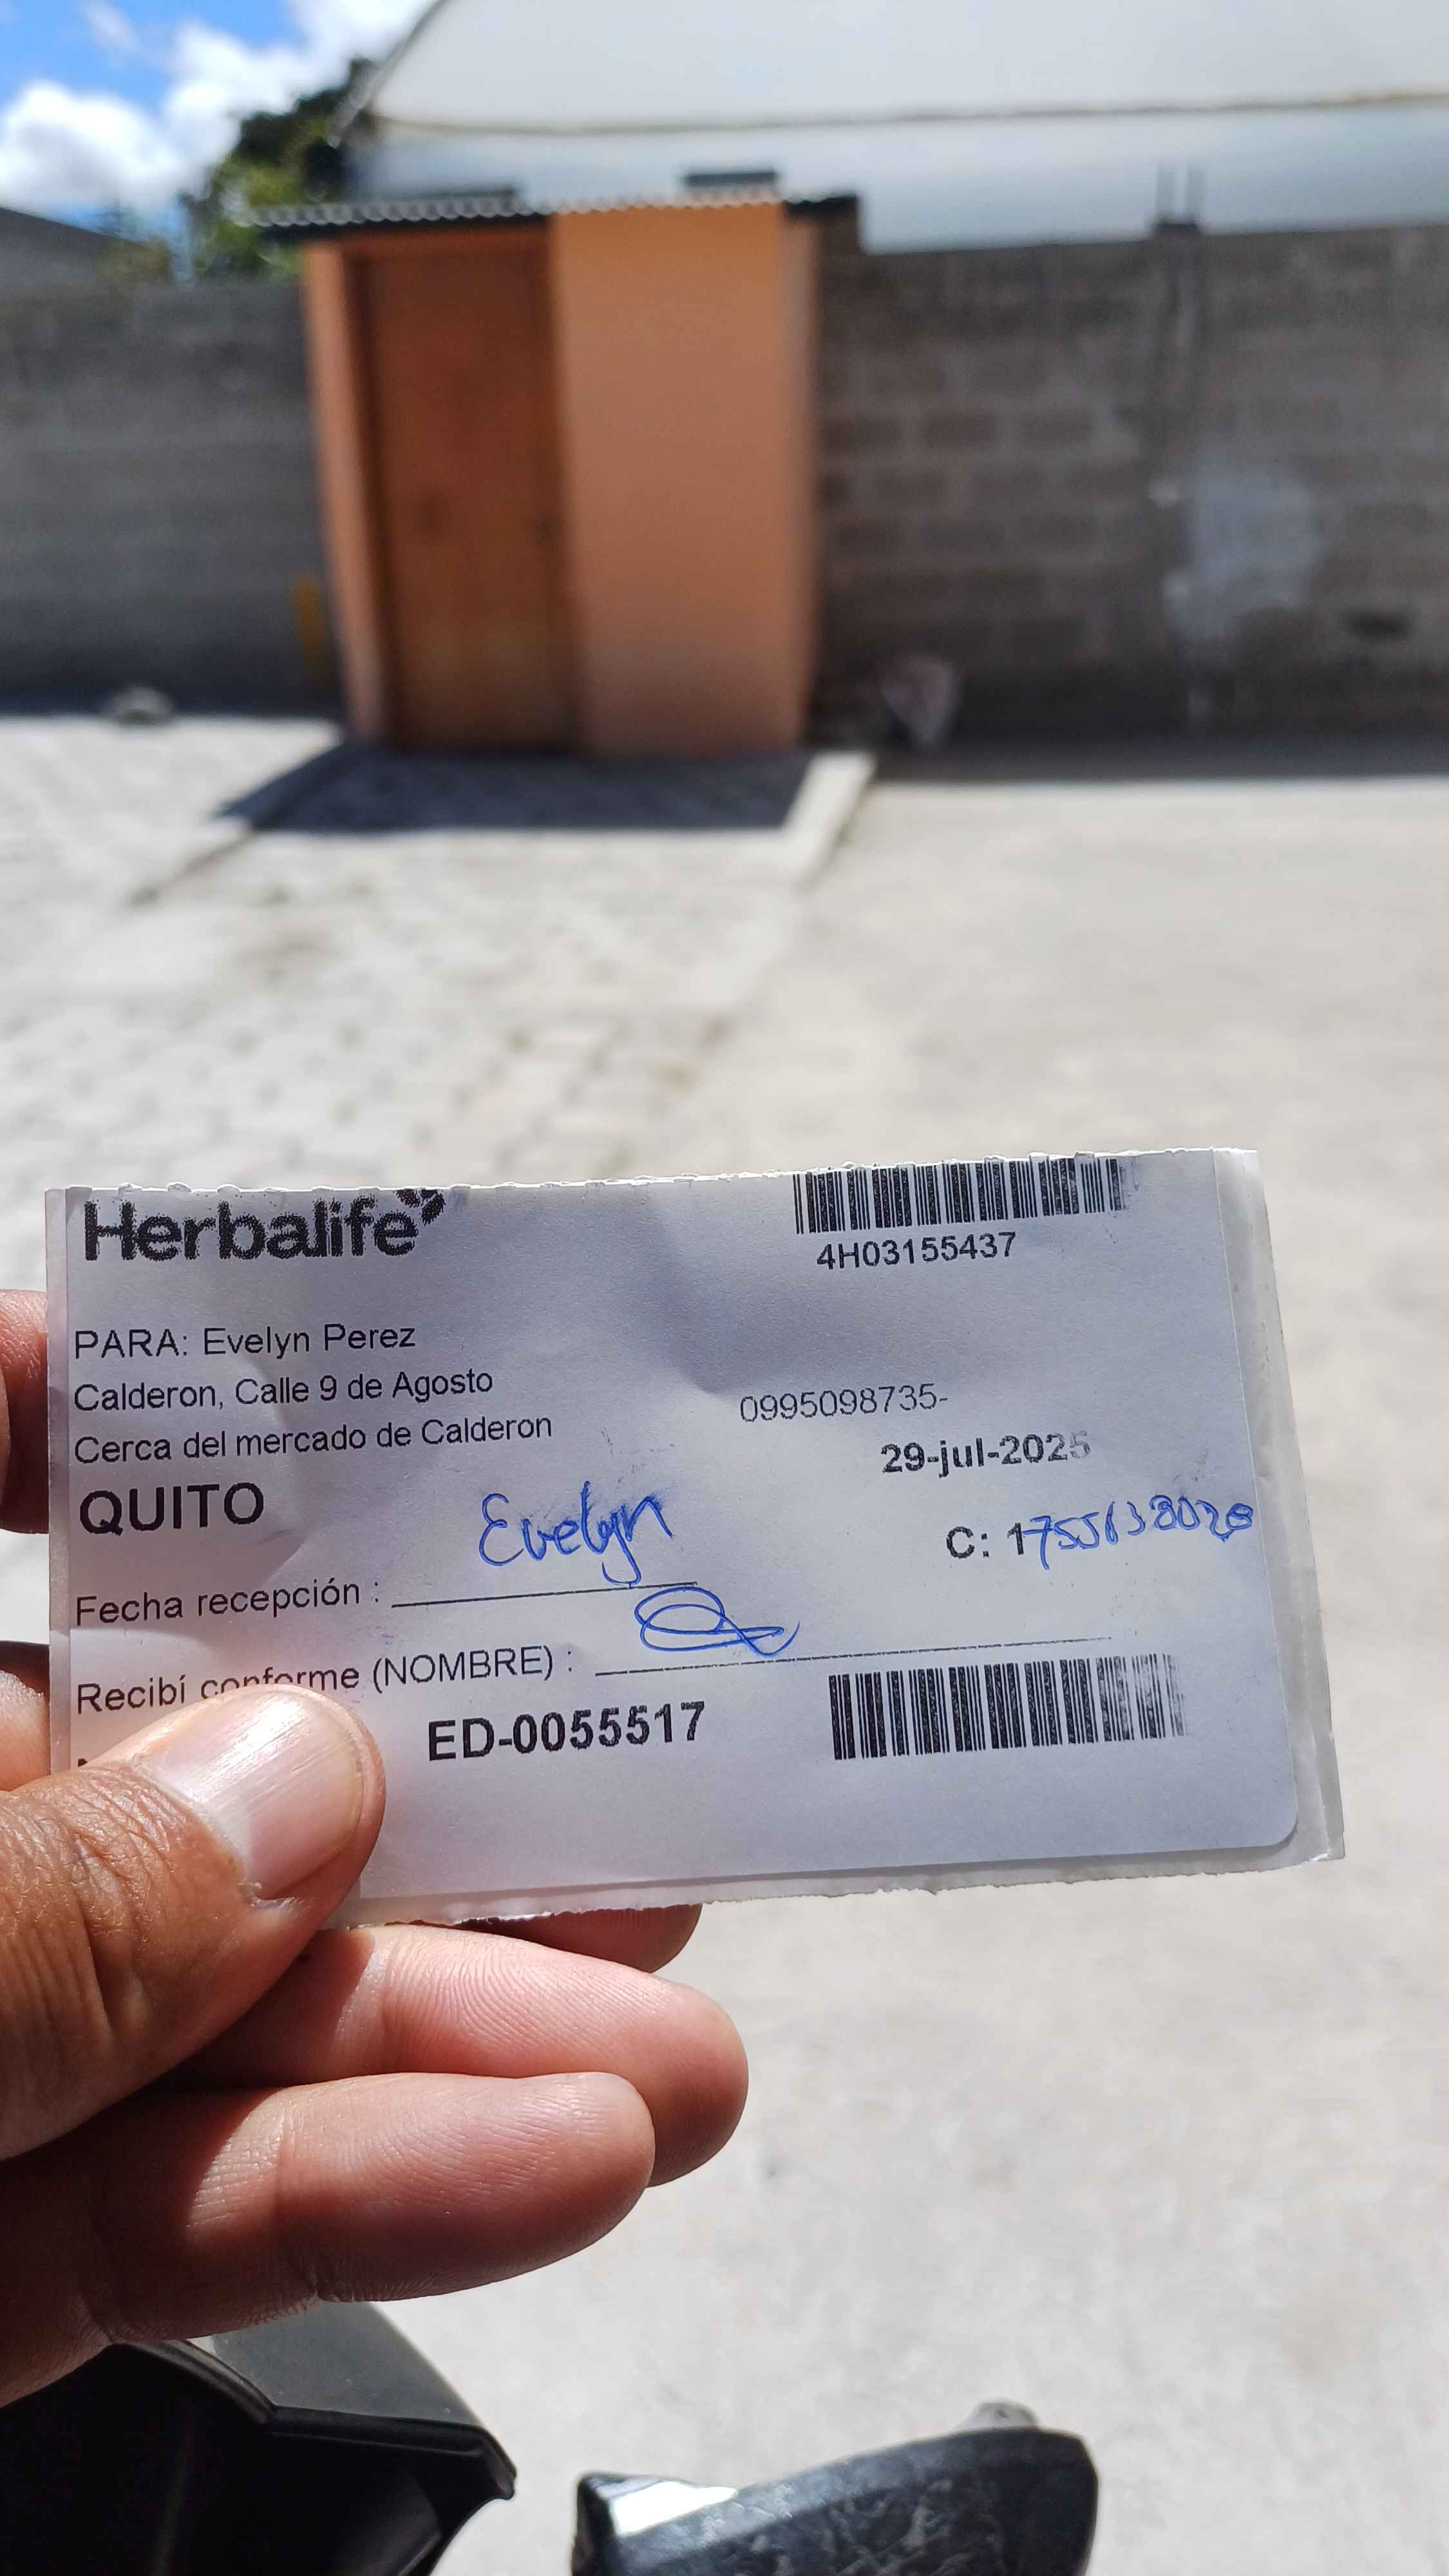 Herbalife
4H03155437
PARA: Evelyn Perez
Calderon, Calle 9 de Agosto
0995098735-
Cerca del mercado de Calderon
29-jul-2025
QUITO
Evelyn
C: 1755138028
Fecha recepción :
Recibí conforme (NOMBRE) :
ED-0055517